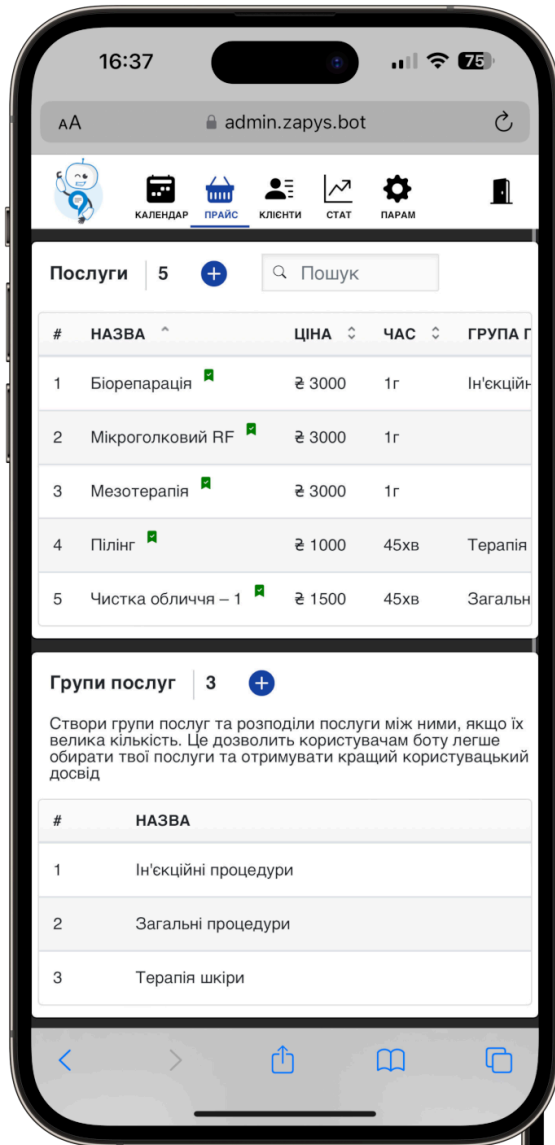 16:37
75
AA
admin.zapys.bot
КАЛЕНДАР ПРАЙС КЛІЄНТИ СТАТ ПАРАМ
Послуги 5 Пошук
# НАЗВА ЦІНА ЧАС ГРУПА П
1 Біорепарація ₴ 3000 1г Ін'єкційн
2 Мікроголковий RF ₴ 3000 1г
3 Мезотерапія ₴ 3000 1г
4 Пілінг ₴ 1000 45хв Терапія
5 Чистка обличчя – 1 ₴ 1500 45хв Загальн
Групи послуг 3
Створи групи послуг та розподіли послуги між ними, якщо їх
велика кількість. Це дозволить користувачам боту легше
обирати твої послуги та отримувати кращий користувацький
досвід
# НАЗВА
1 Ін'єкційні процедури
2 Загальні процедури
3 Терапія шкіри